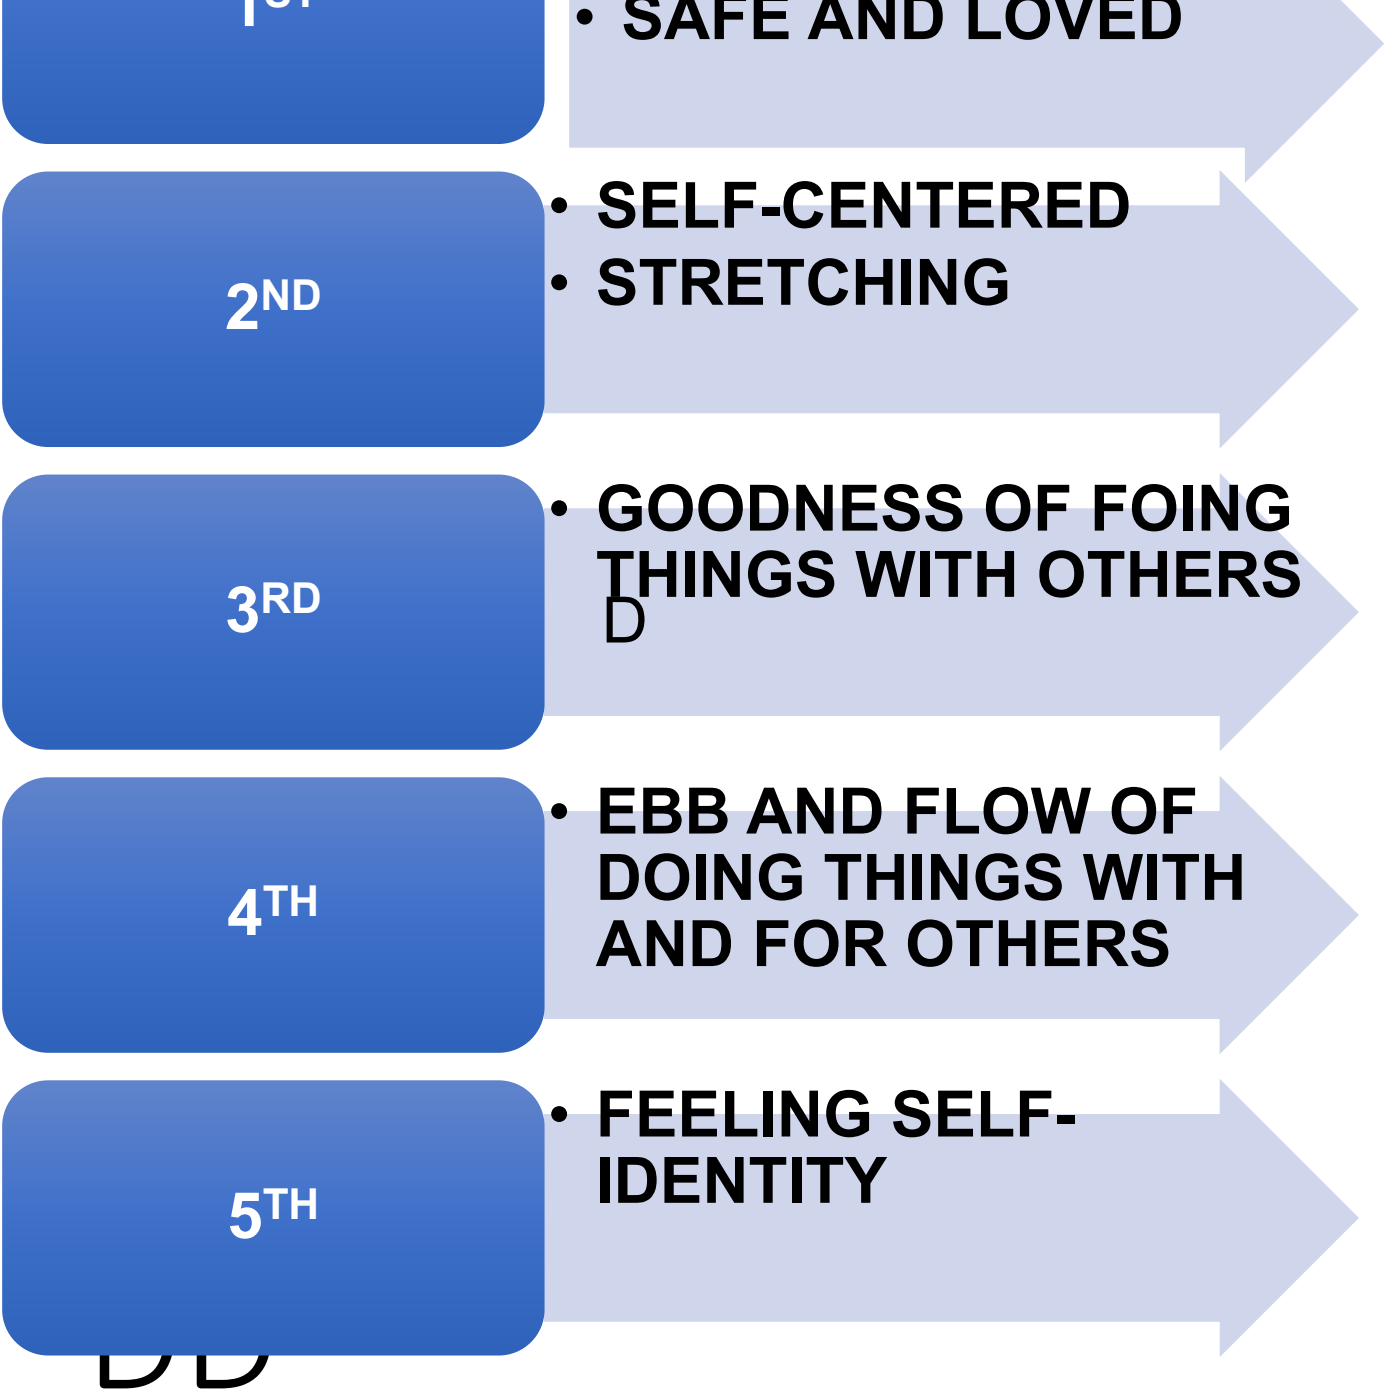 1ST
• SAFE AND LOVED
2ND
• SELF-CENTERED
• STRETCHING
3RD
• GOODNESS OF FOING
THINGS WITH OTHERS
D
4TH
• EBB AND FLOW OF
DOING THINGS WITH
AND FOR OTHERS
5TH
• FEELING SELF-
IDENTITY